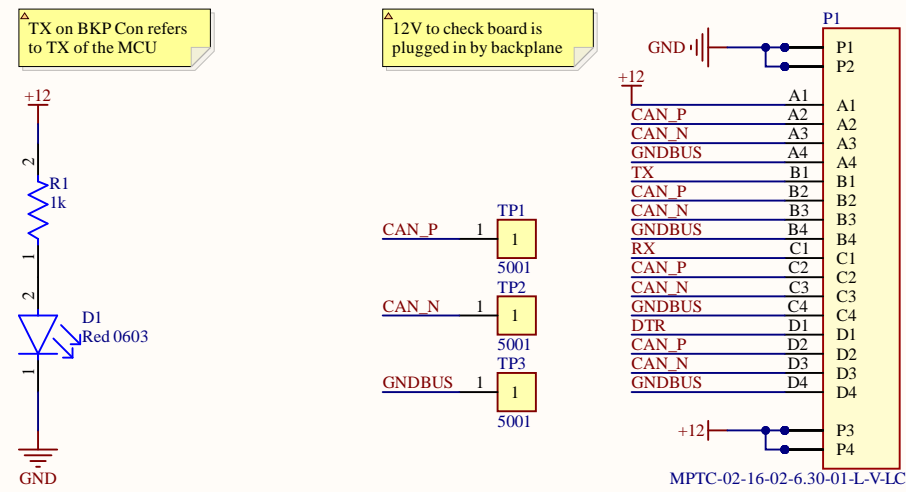 TX on BKP Con refers
to TX of the MCU
12V to check board is
plugged in by backplane
P1
GND
P1
P2
+12
+12
A1
A1
CAN_P
A2
A2
CAN_N
A3
A3
GNDBUS
A4
A4
TX
B1
B1
CAN_P
B2
B2
CAN_N
B3
B3
GNDBUS
B4
B4
RX
C1
C1
CAN_P
C2
C2
CAN_N
C3
C3
GNDBUS
C4
C4
DTR
D1
D1
CAN_P
D2
D2
CAN_N
D3
D3
GNDBUS
D4
D4
+12
P3
P4
MPTC-02-16-02-6.30-01-L-V-LC
2
R1
1k
1
2
D1
Red 0603
1
GND
TP1
CAN_P
1
1
5001
TP2
CAN_N
1
1
5001
TP3
GNDBUS
1
1
5001